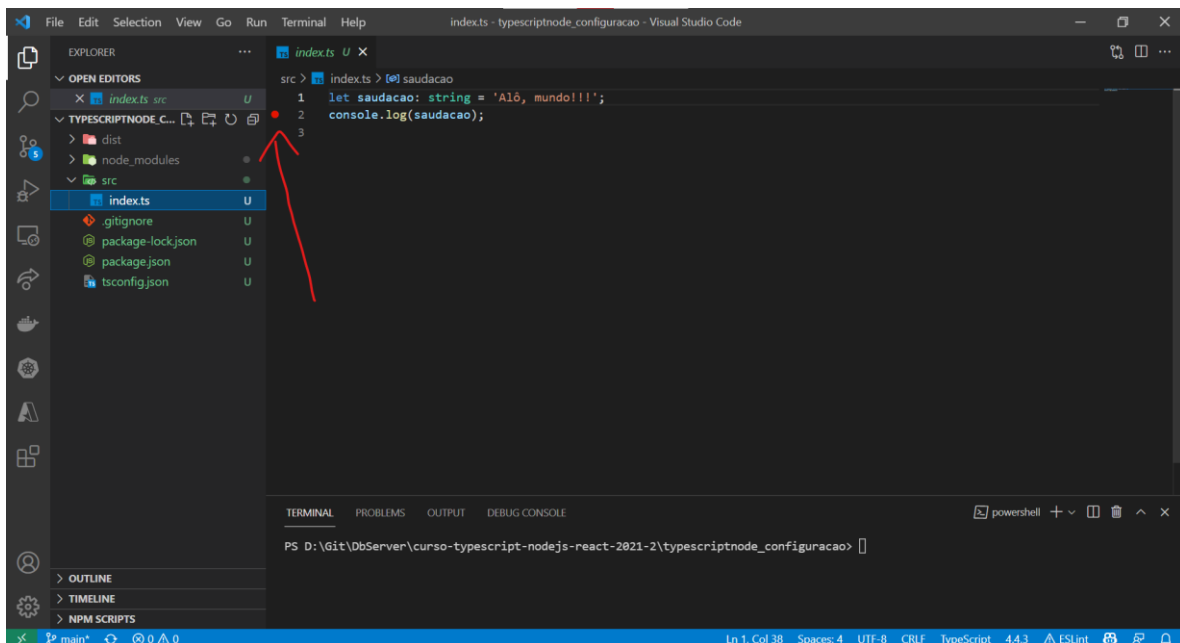 File Edit Selection View Go Run Terminal Help index.ts - typescriptnode_configuracao - Visual Studio Code
EXPLORER
OPEN EDITORS
index.ts src U
TYPESCRIPTNODE_C...
dist
node_modules
src
index.ts U
.gitignore U
package-lock.json U
package.json U
tsconfig.json U
OUTLINE
TIMELINE
NPM SCRIPTS
index.ts U
src > index.ts > saudacao
1 let saudacao: string = 'Alô, mundo!!!';
2 console.log(saudacao);
3
TERMINAL PROBLEMS OUTPUT DEBUG CONSOLE powershell
PS D:\Git\DbServer\curso-typescript-nodejs-react-2021-2\typescriptnode_configuracao>
5
main* 0 0 Ln 1, Col 38 Spaces: 4 UTF-8 CRLF TypeScript 4.4.3 ESLint